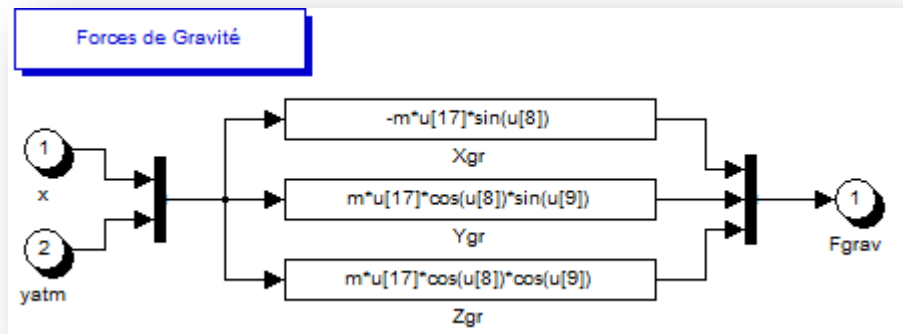 Forces de Gravité
1
x
2
yatm
-m*u[17]*sin(u[8])
Xgr
m*u[17]*cos(u[8])*sin(u[9])
Ygr
m*u[17]*cos(u[8])*cos(u[9])
Zgr
1
Fgrav